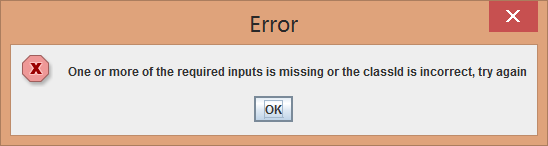 Error
One or more of the required inputs is missing or the classId is incorrect, try again
OK